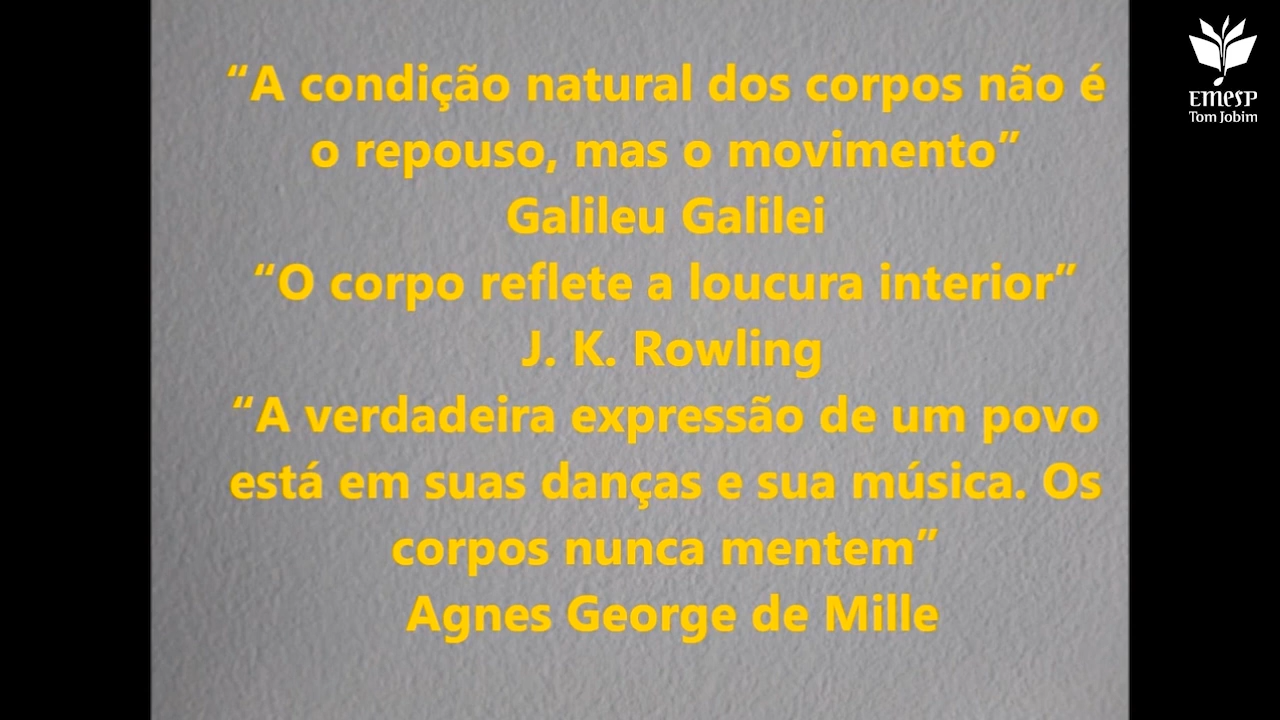 “A condição natural dos corpos não é
o repouso, mas o movimento”
Galileu Galilei
“O corpo reflete a loucura interior”
J. K. Rowling
“A verdadeira expressão de um povo
está em suas danças e sua música. Os
corpos nunca mentem”
Agnes George de Mille
EMESP
Tom Jobim